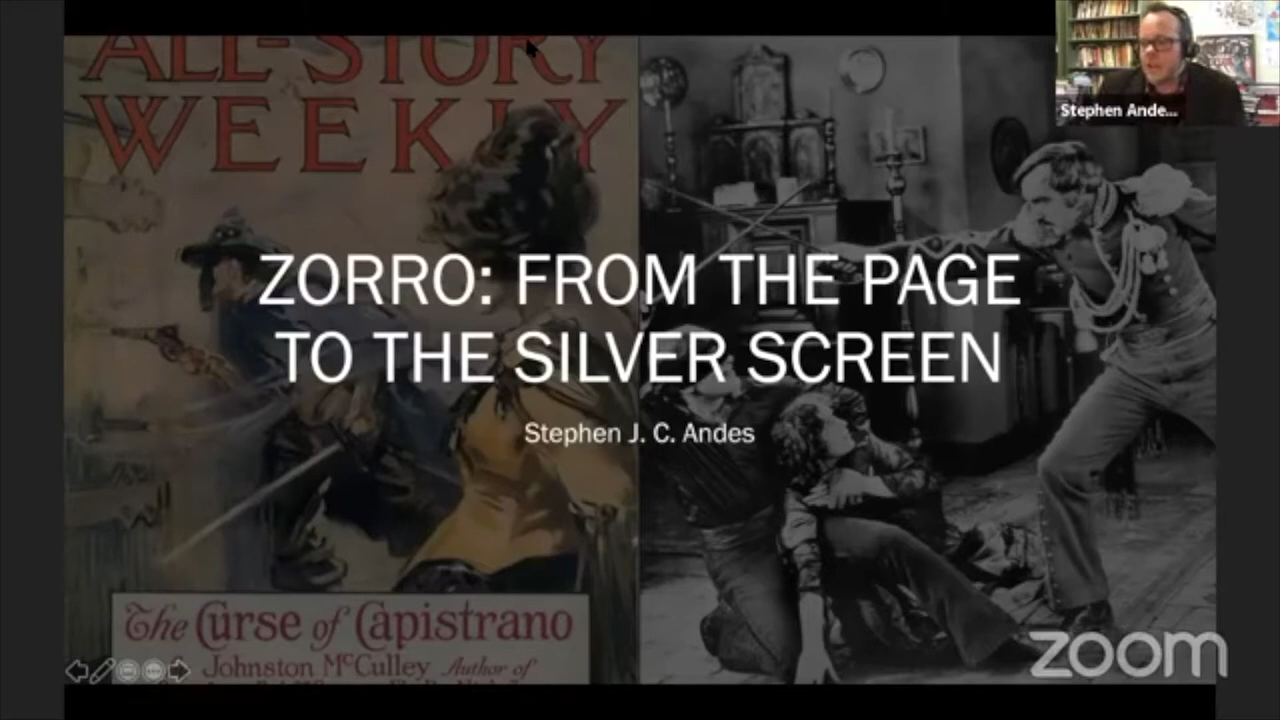 ALL-STORY
WEEKLY
Stephen Ande...
ZORRO: FROM THE PAGE
TO THE SILVER SCREEN
Stephen J. C. Andes
The Curse of Capistrano
Johnston McCulley Author of
zoom